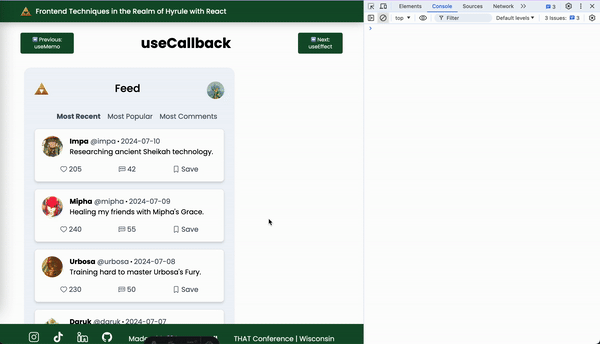 Frontend Techniques in the Realm of Hyrule with React
Previous:
useMemo
useCallback
Next:
useEffect
Feed
Most Recent Most Popular Most Comments
Impa @impa • 2024-07-10
Researching ancient Sheikah technology.
205 42 Save
Mipha @mipha • 2024-07-09
Healing my friends with Mipha's Grace.
240 55 Save
Urbosa @urbosa • 2024-07-08
Training hard to master Urbosa's Fury.
230 50 Save
Daruk @daruk • 2024-07-07
Made
THAT Conference | Wisconsin
Elements Console Sources Network 3
top Filter Default levels 3 Issues: 3